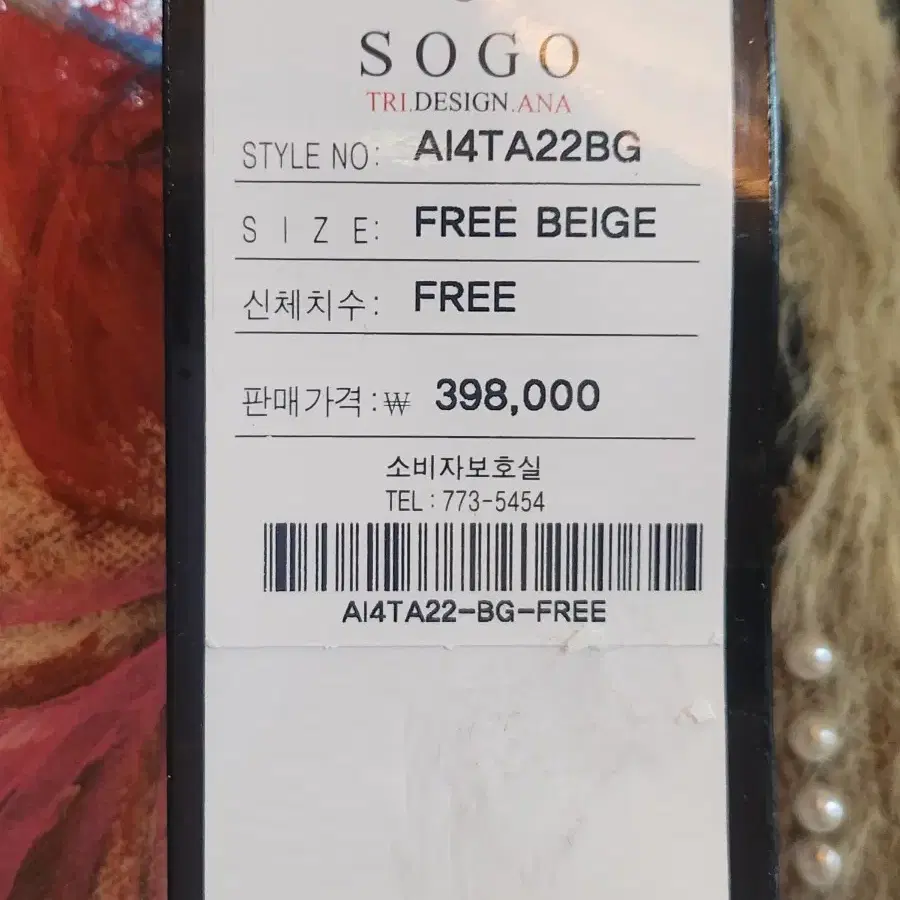 SOGO
TRI.DESIGN.ANA
STYLE NO: AI4TA22BG
SIZE: FREE BEIGE
신체치수: FREE
판매가격:₩ 398,000
소비자보호실
TEL : 773-5454
AI4TA22-BG-FREE